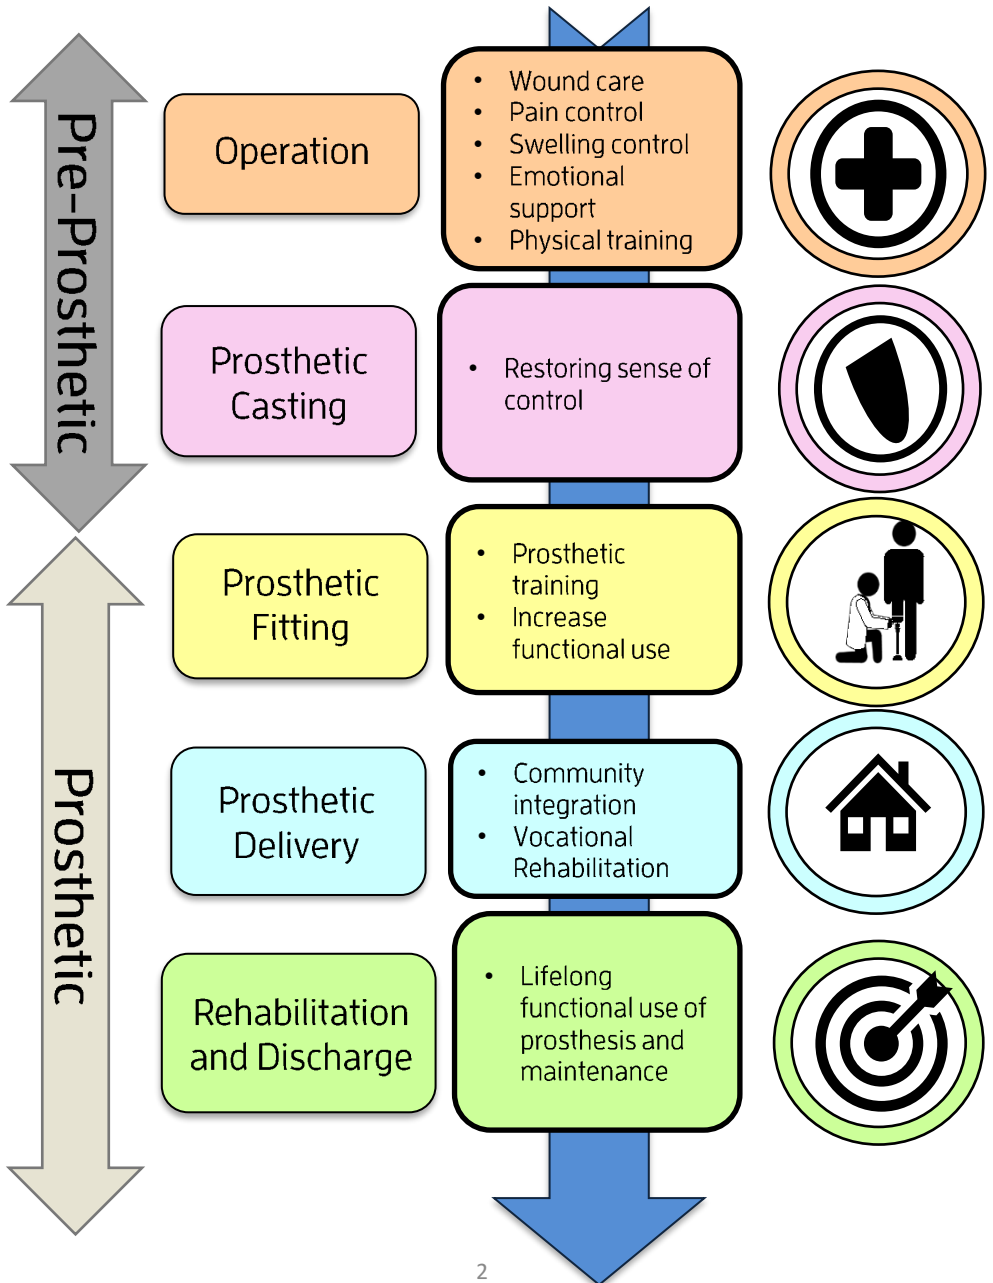 Pre-Prosthetic
Operation
• Wound care
• Pain control
• Swelling control
• Emotional
support
• Physical training
Prosthetic
Casting
• Restoring sense of
control
Prosthetic
Prosthetic
Fitting
• Prosthetic
training
• Increase
functional use
Prosthetic
Delivery
• Community
integration
• Vocational
Rehabilitation
Rehabilitation
and Discharge
• Lifelong
functional use of
prosthesis and
maintenance
2